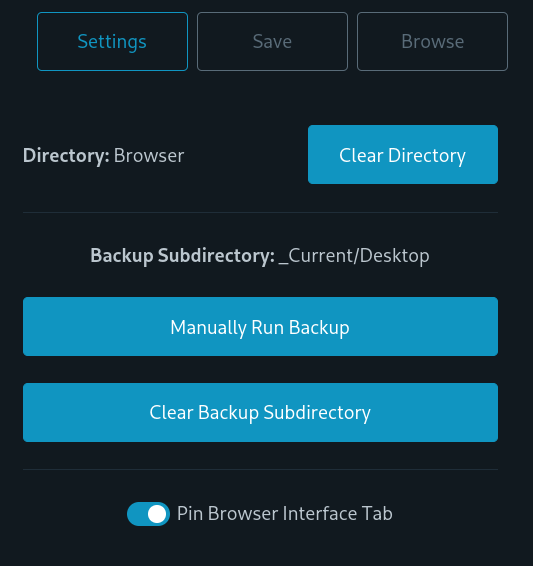 Settings Save Browse
Directory: Browser Clear Directory
Backup Subdirectory: _Current/Desktop
Manually Run Backup
Clear Backup Subdirectory
Pin Browser Interface Tab